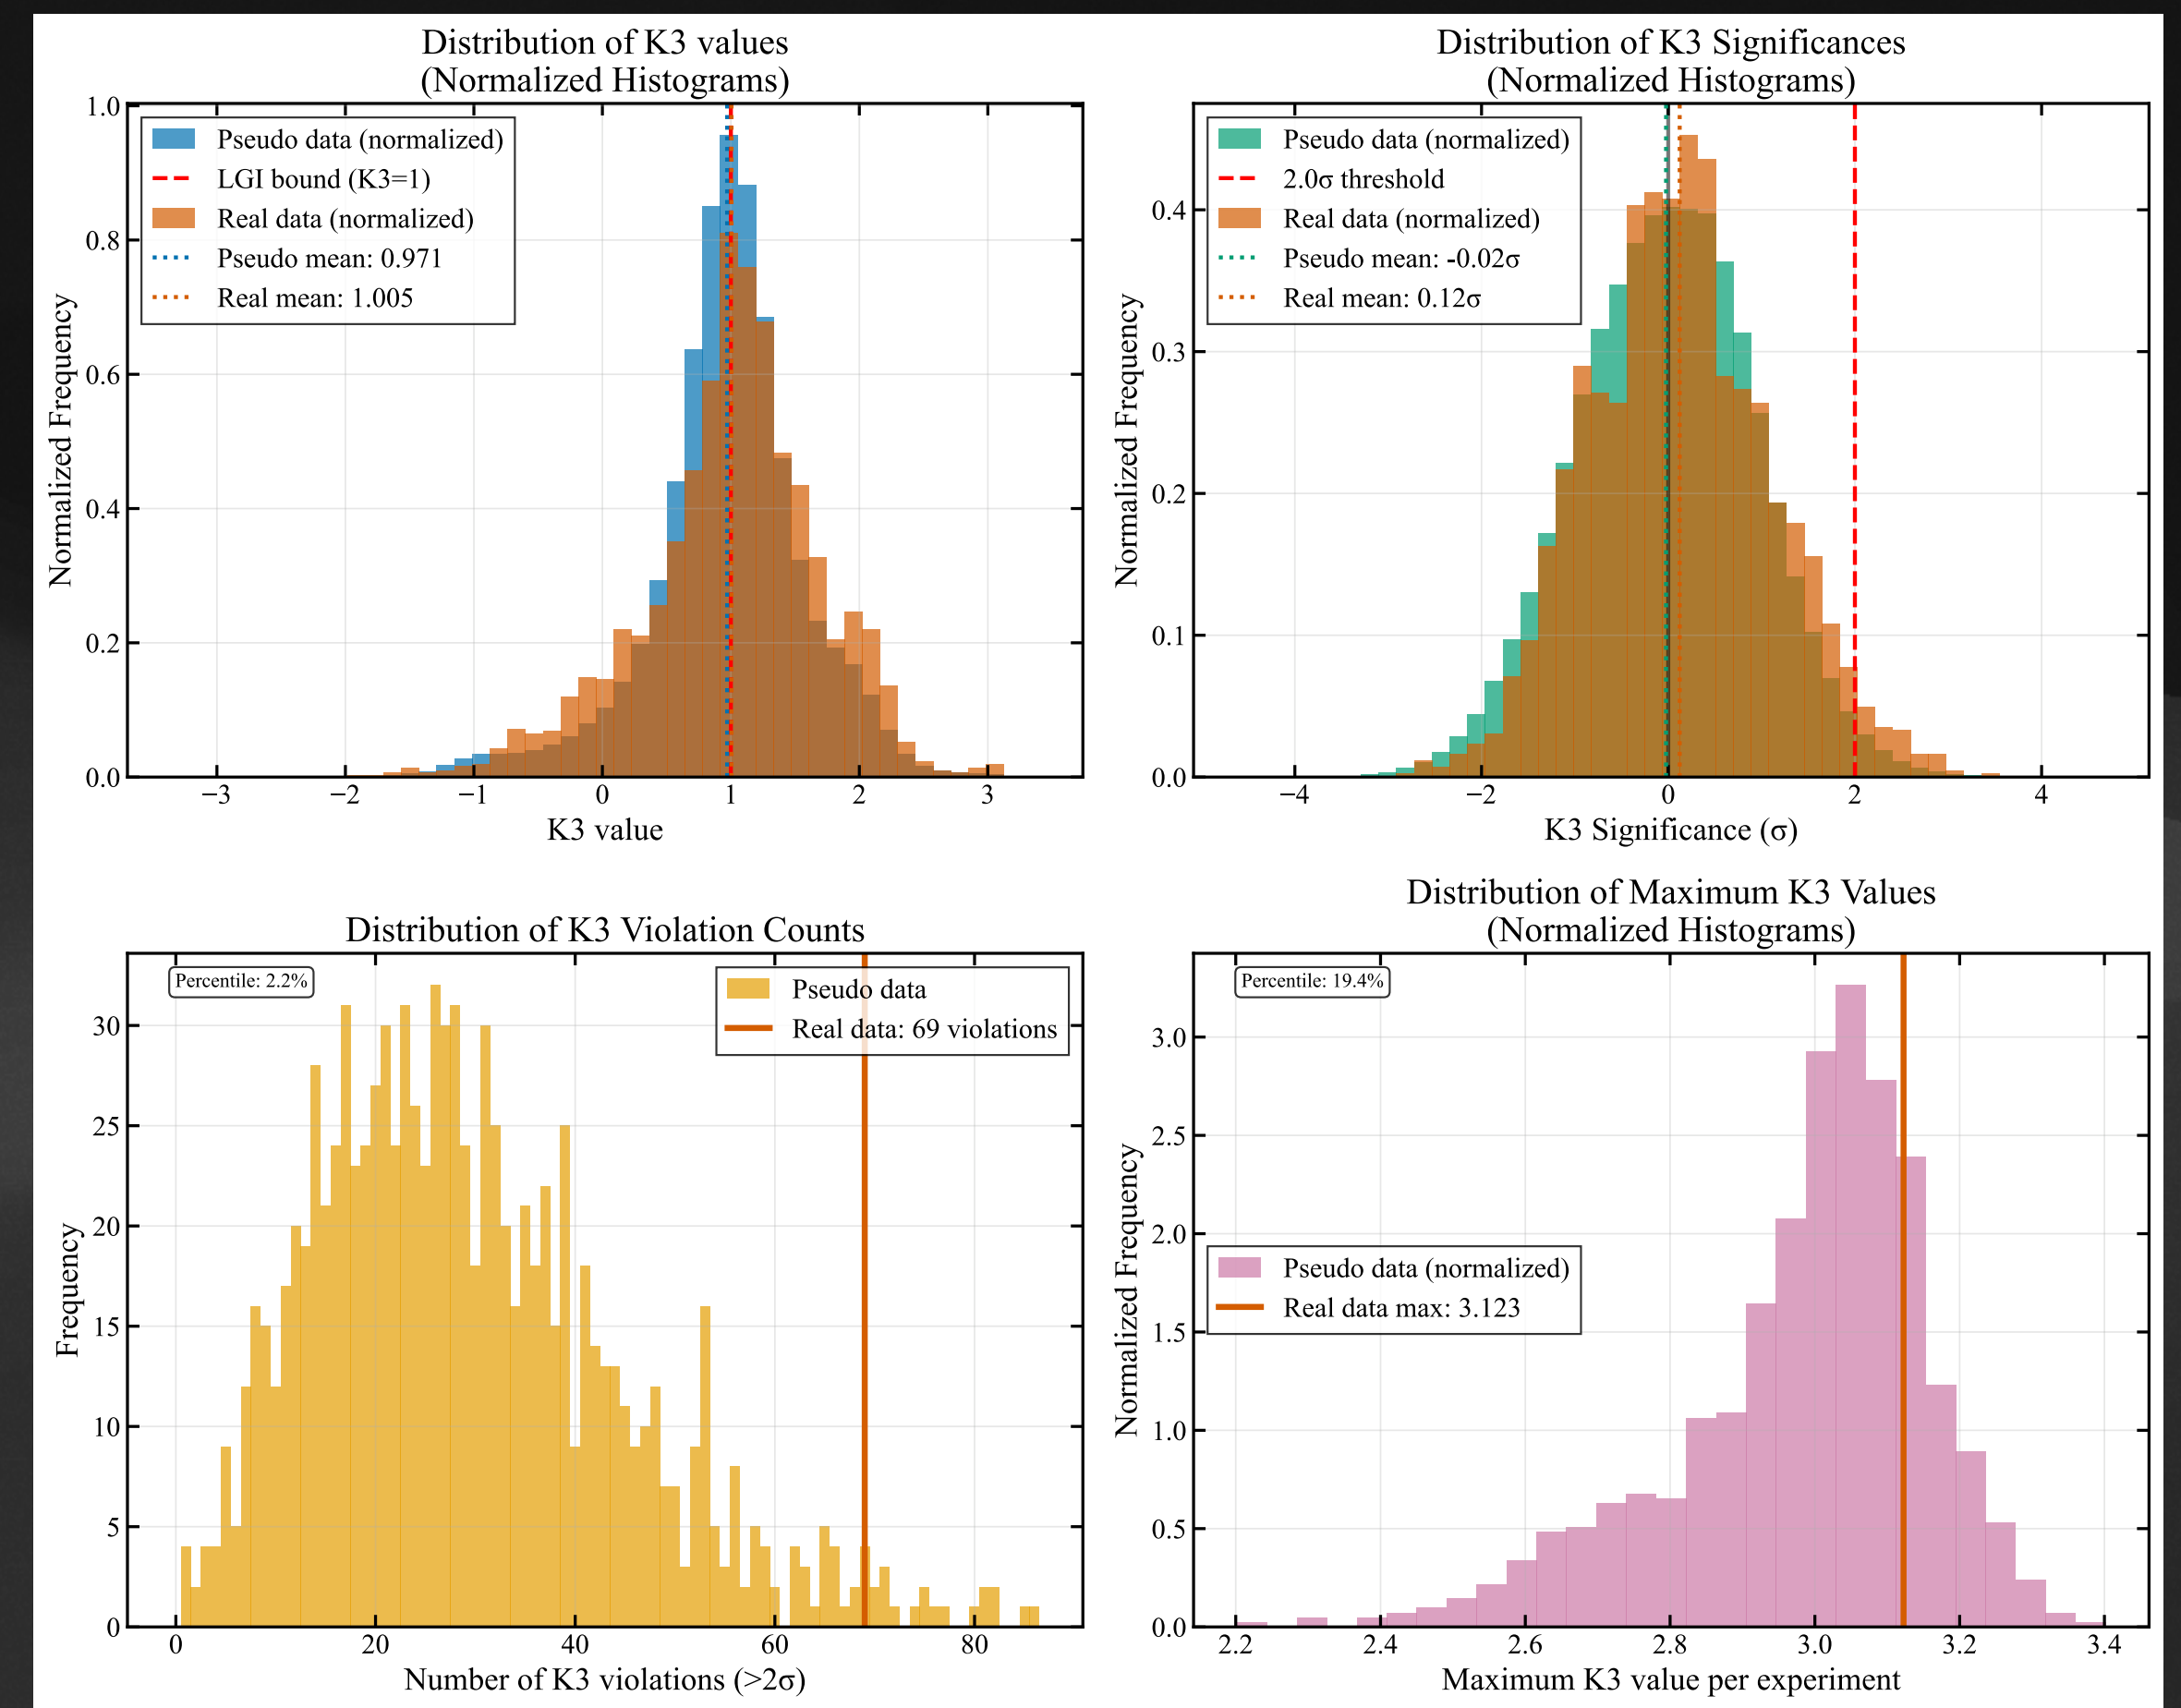 Distribution of K3 values
(Normalized Histograms)
Pseudo data (normalized)
LGI bound (K3=1)
Real data (normalized)
Pseudo mean: 0.971
Real mean: 1.005
Normalized Frequency
1.0
0.8
0.6
0.4
0.2
0.0
−3
−2
−1
0
1
2
3
K3 value
Distribution of K3 Significances
(Normalized Histograms)
Pseudo data (normalized)
2.0σ threshold
Real data (normalized)
Pseudo mean: -0.02σ
Real mean: 0.12σ
Normalized Frequency
0.4
0.3
0.2
0.1
0.0
−4
−2
0
2
4
K3 Significance (σ)
Distribution of K3 Violation Counts
Percentile: 2.2%
Pseudo data
Real data: 69 violations
Frequency
30
25
20
15
10
5
0
0
20
40
60
80
Number of K3 violations (>2σ)
Distribution of Maximum K3 Values
(Normalized Histograms)
Percentile: 19.4%
Pseudo data (normalized)
Real data max: 3.123
Normalized Frequency
3.0
2.5
2.0
1.5
1.0
0.5
0.0
2.2
2.4
2.6
2.8
3.0
3.2
3.4
Maximum K3 value per experiment